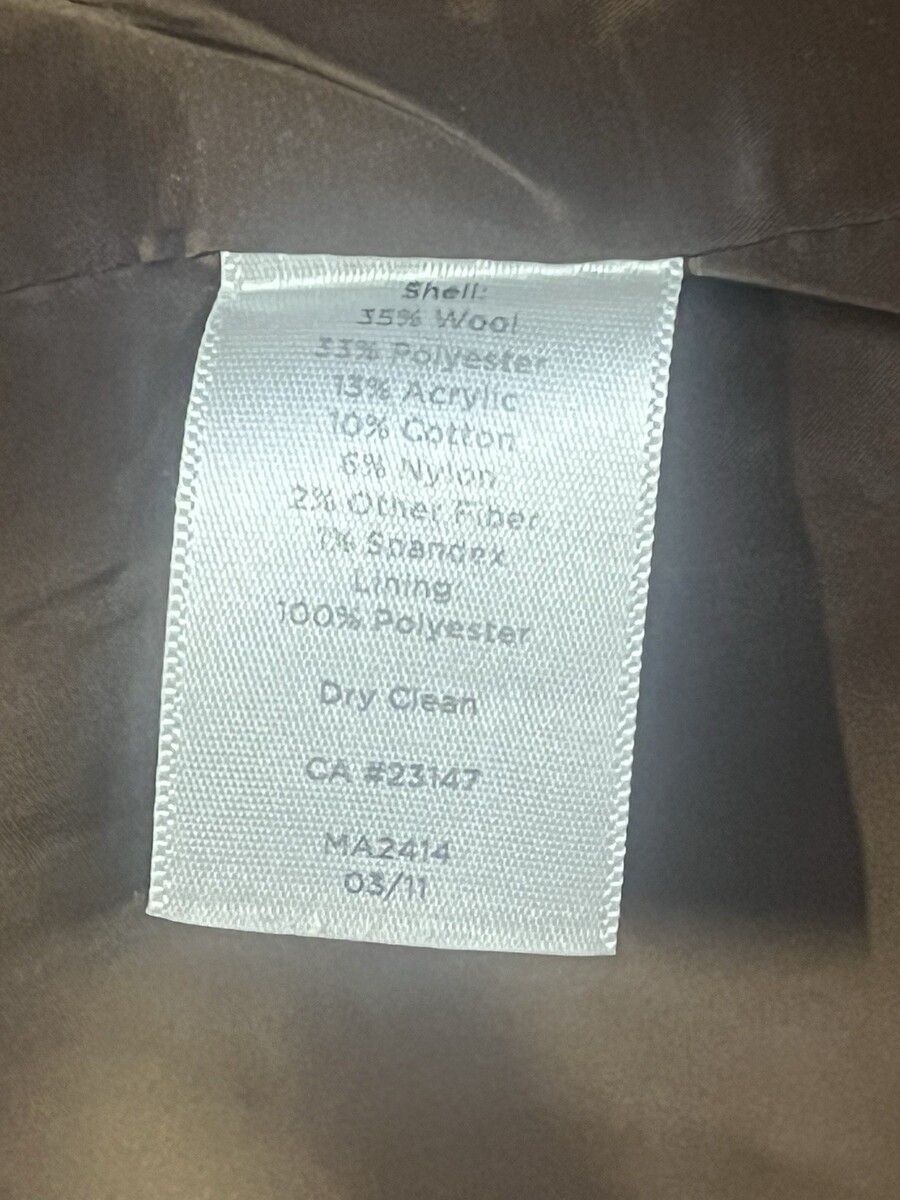 Shell:
35% Wool
33% Polyester
13% Acrylic
10% Cotton
6% Nylon
2% Other Fiber
1% Spandex
Lining
100% Polyester
Dry Clean
CA #23147
MA2414
03/11